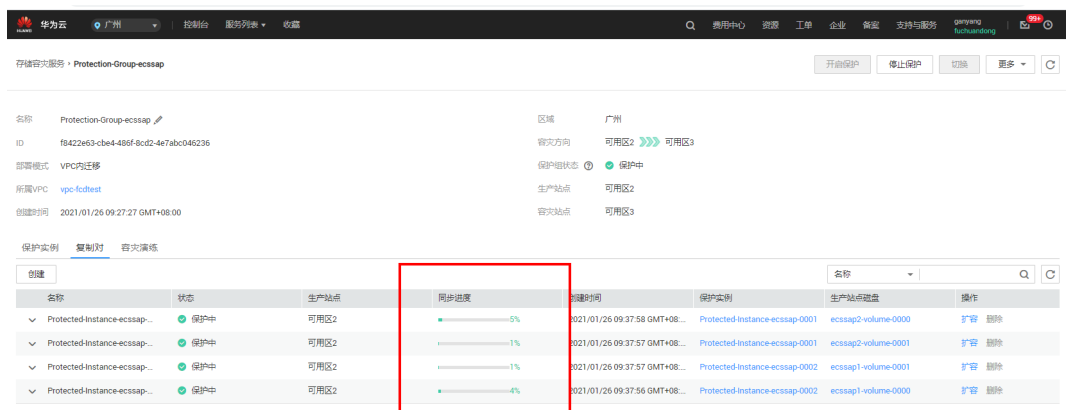 HUAWEI 华为云 广州 控制台 服务列表 收藏 费用中心 资源 工单 企业 备案 支持与服务 ganyang fuchuandong 99+
存储容灾服务 › Protection-Group-ecssap 开启保护 停止保护 切换 更多
名称 Protection-Group-ecssap 区域 广州
ID f8422e63-cbe4-486f-8cd2-4e7abc046236 容灾方向 可用区2 可用区3
部署模式 VPC内迁移 保护组状态 保护中
所属VPC vpc-fcdtest 生产站点 可用区2
创建时间 2021/01/26 09:27:27 GMT+08:00 容灾站点 可用区3
保护实例 复制对 容灾演练
创建 名称
名称 状态 生产站点 同步进度 创建时间 保护实例 生产站点磁盘 操作
Protected-Instance-ecssap-... 保护中 可用区2 5% 2021/01/26 09:37:58 GMT+08:... Protected-Instance-ecssap-0001 ecssap2-volume-0000 扩容 删除
Protected-Instance-ecssap-... 保护中 可用区2 1% 2021/01/26 09:37:57 GMT+08:... Protected-Instance-ecssap-0001 ecssap2-volume-0001 扩容 删除
Protected-Instance-ecssap-... 保护中 可用区2 1% 2021/01/26 09:37:57 GMT+08:... Protected-Instance-ecssap-0002 ecssap1-volume-0001 扩容 删除
Protected-Instance-ecssap-... 保护中 可用区2 4% 2021/01/26 09:37:56 GMT+08:... Protected-Instance-ecssap-0002 ecssap1-volume-0000 扩容 删除